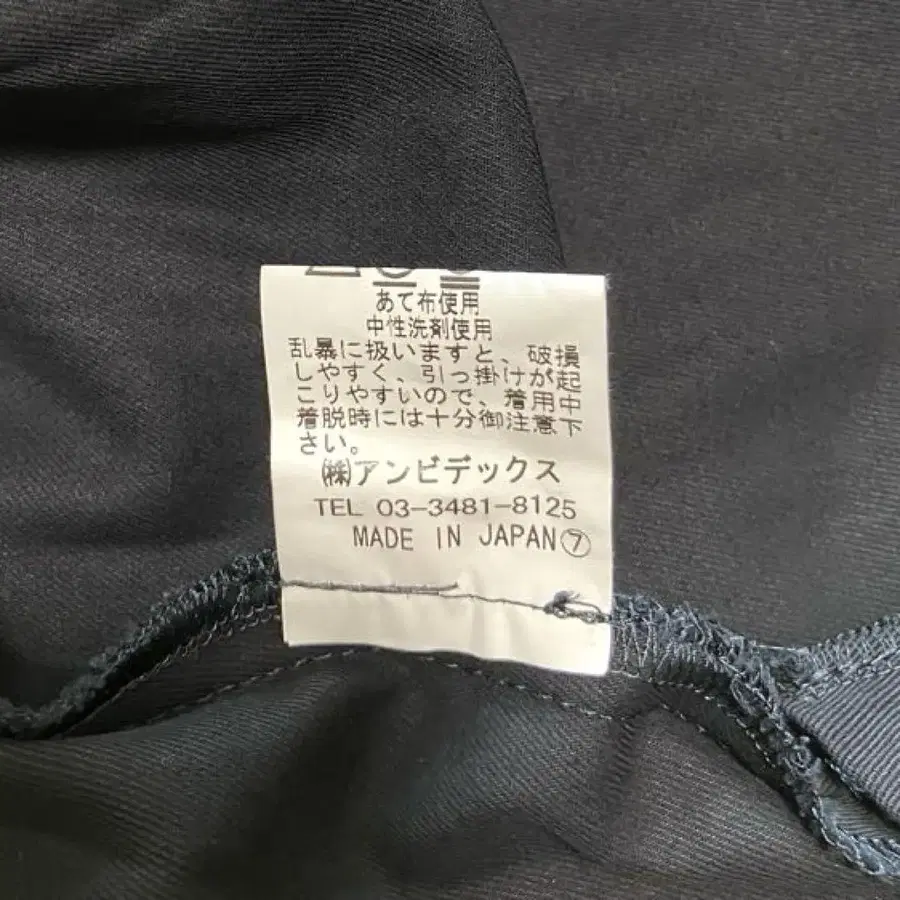 あて布使用
中性洗剤使用
乱暴に扱いますと、破損
しやすく、引っ掛けが起
こりやすいので、着用中
着脱時には十分御注意下
さい。
㈱アンビデックス
TEL 03-3481-8125
MADE IN JAPAN⑦